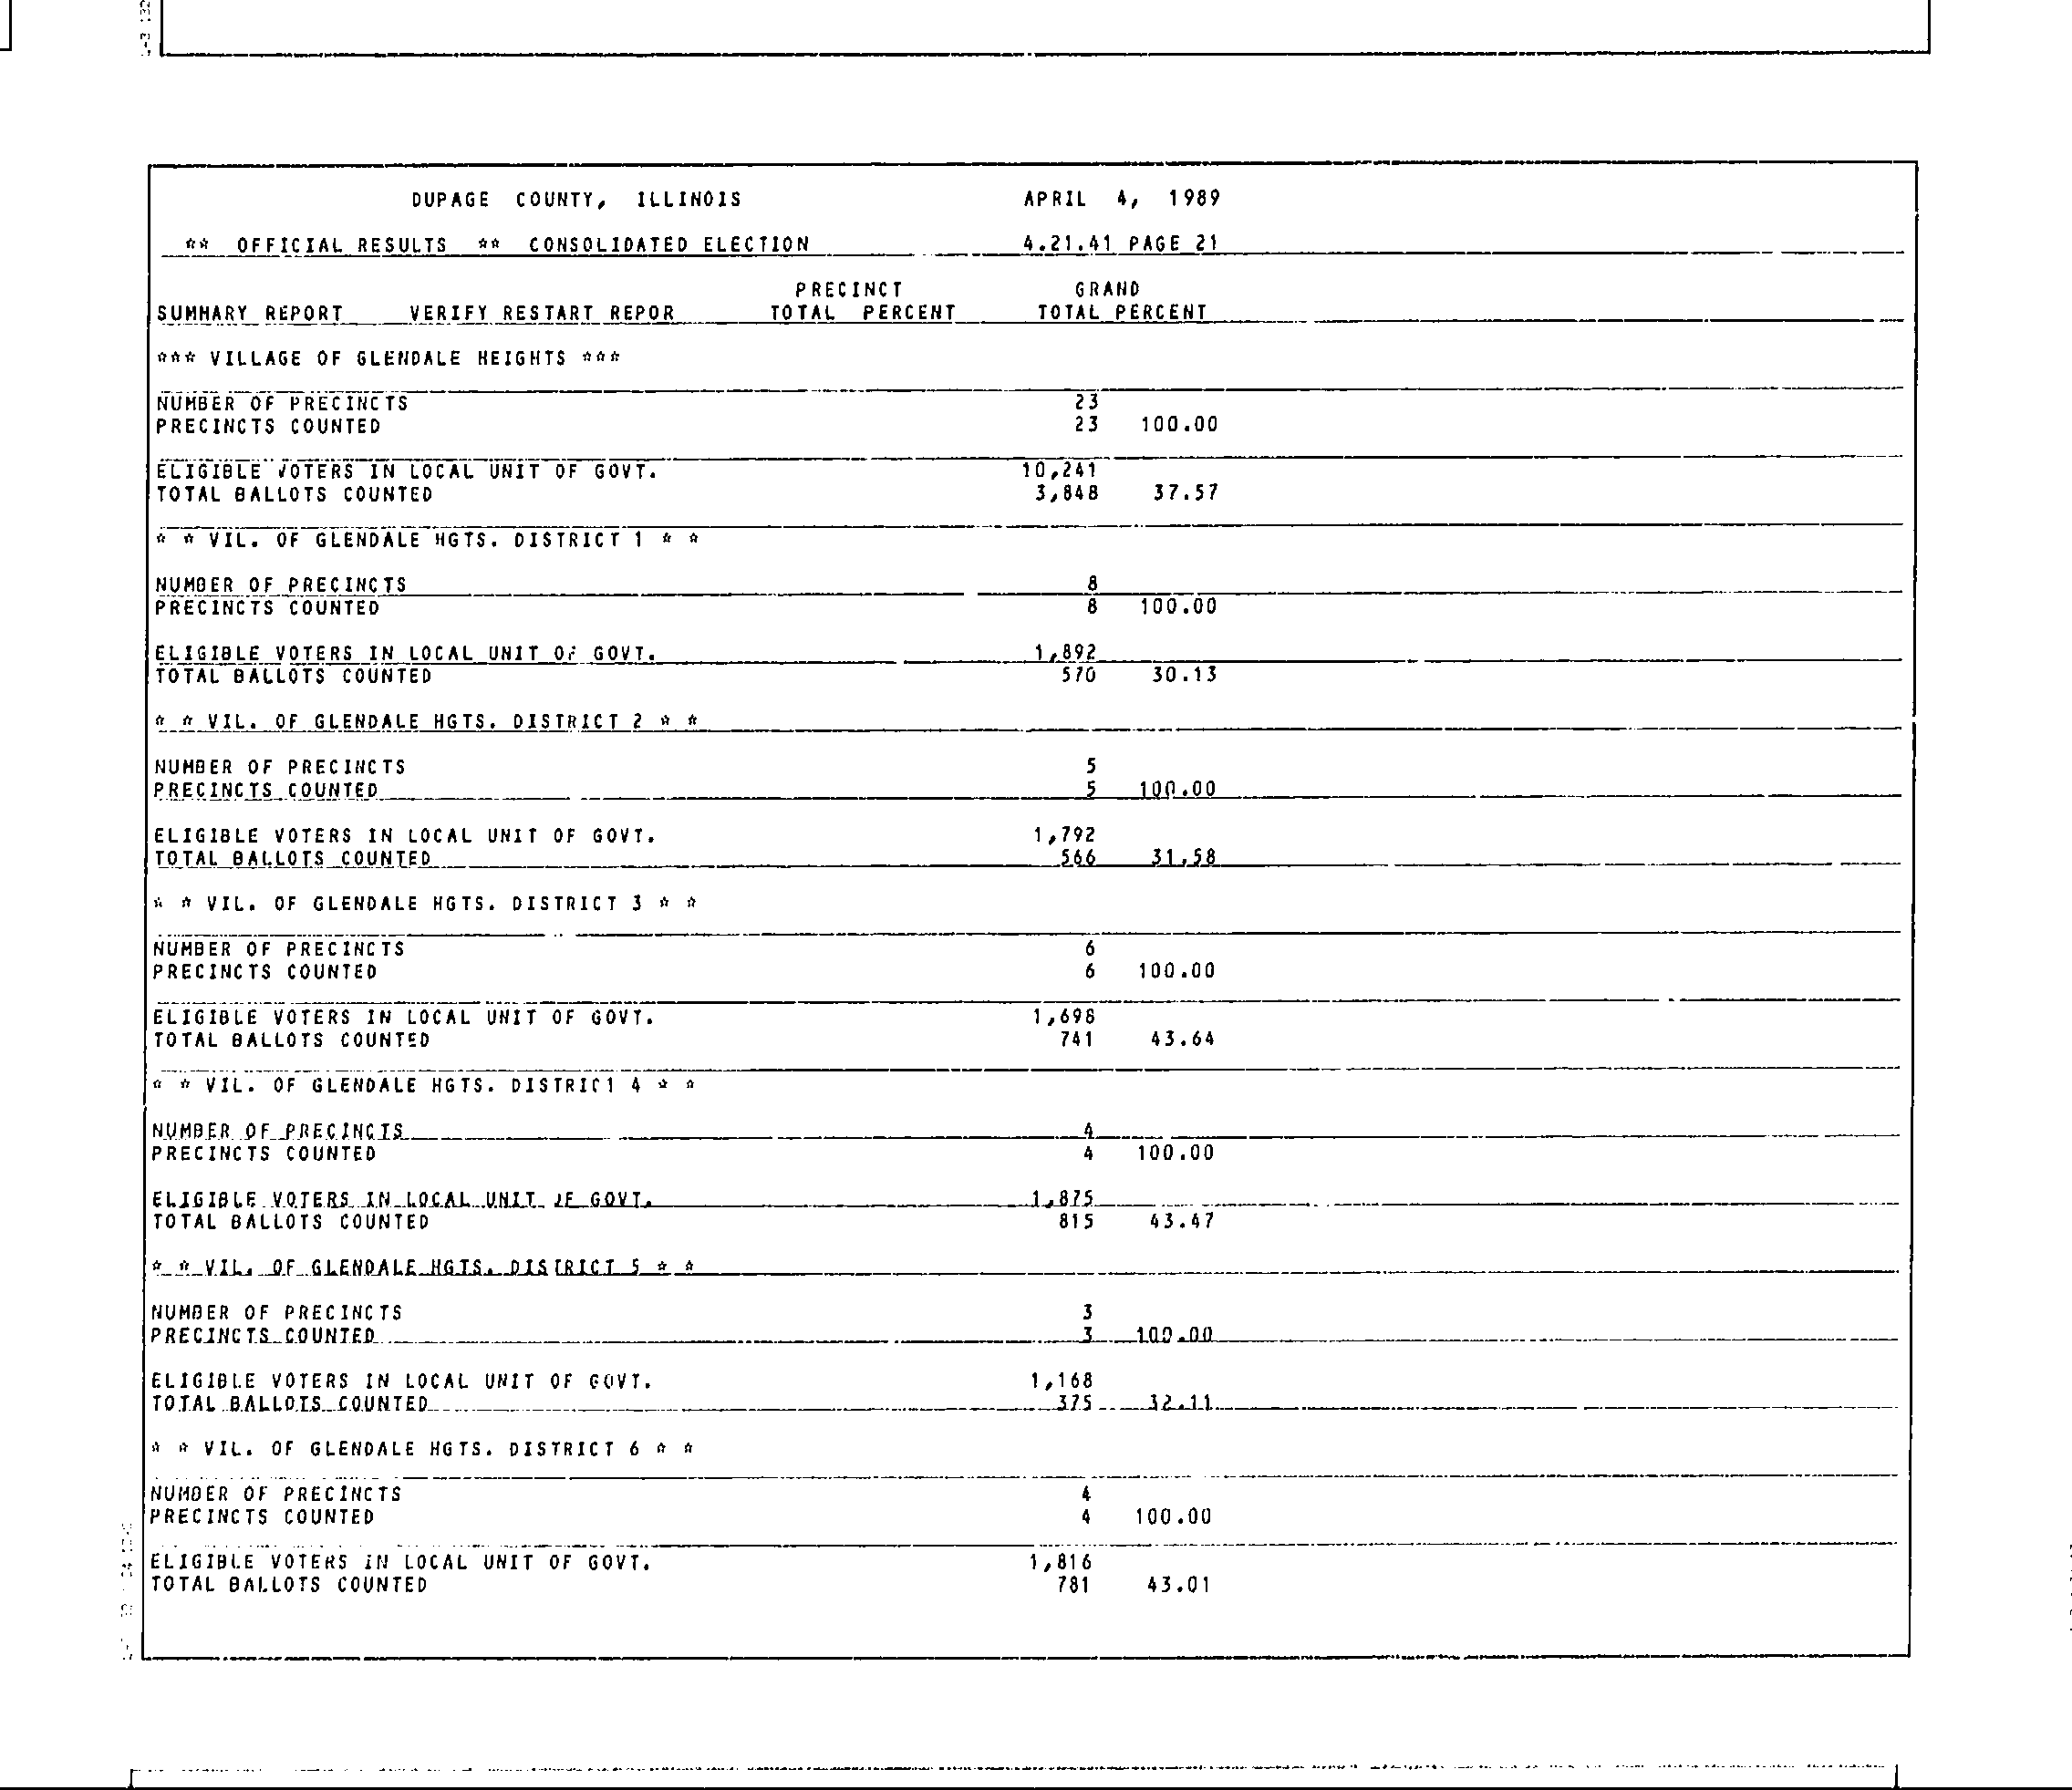 DUPAGE COUNTY, ILLINOIS APRIL 4, 1989
** OFFICIAL RESULTS ** CONSOLIDATED ELECTION 4.21.41 PAGE 21
PRECINCT GRAND
SUMMARY REPORT VERIFY RESTART REPOR TOTAL PERCENT TOTAL PERCENT
*** VILLAGE OF GLENDALE HEIGHTS ***
NUMBER OF PRECINCTS 23
PRECINCTS COUNTED 23 100.00
ELIGIBLE VOTERS IN LOCAL UNIT OF GOVT. 10,241
TOTAL BALLOTS COUNTED 3,848 37.57
* * VIL. OF GLENDALE HGTS. DISTRICT 1 * *
NUMBER OF PRECINCTS 8
PRECINCTS COUNTED 8 100.00
ELIGIBLE VOTERS IN LOCAL UNIT OF GOVT. 1,892
TOTAL BALLOTS COUNTED 570 30.13
* * VIL. OF GLENDALE HGTS. DISTRICT 2 * *
NUMBER OF PRECINCTS 5
PRECINCTS COUNTED 5 100.00
ELIGIBLE VOTERS IN LOCAL UNIT OF GOVT. 1,792
TOTAL BALLOTS COUNTED 566 31.58
* * VIL. OF GLENDALE HGTS. DISTRICT 3 * *
NUMBER OF PRECINCTS 6
PRECINCTS COUNTED 6 100.00
ELIGIBLE VOTERS IN LOCAL UNIT OF GOVT. 1,698
TOTAL BALLOTS COUNTED 741 43.64
* * VIL. OF GLENDALE HGTS. DISTRICT 4 * *
NUMBER OF PRECINCTS 4
PRECINCTS COUNTED 4 100.00
ELIGIBLE VOTERS IN LOCAL UNIT OF GOVT. 1,875
TOTAL BALLOTS COUNTED 815 43.47
* * VIL. OF GLENDALE HGTS. DISTRICT 5 * *
NUMBER OF PRECINCTS 3
PRECINCTS COUNTED 3 100.00
ELIGIBLE VOTERS IN LOCAL UNIT OF GOVT. 1,168
TOTAL BALLOTS COUNTED 375 32.11
* * VIL. OF GLENDALE HGTS. DISTRICT 6 * *
NUMBER OF PRECINCTS 4
PRECINCTS COUNTED 4 100.00
ELIGIBLE VOTERS IN LOCAL UNIT OF GOVT. 1,816
TOTAL BALLOTS COUNTED 781 43.01